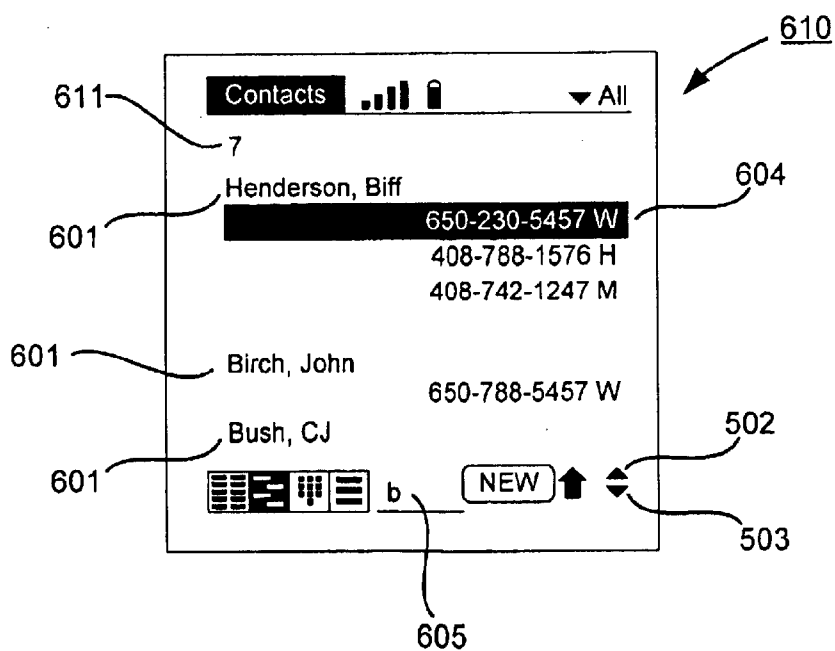 610
Contacts
All
611
7
Henderson, Biff
604
601
650-230-5457 W
408-788-1576 H
408-742-1247 M
601
Birch, John
650-788-5457 W
Bush, CJ
502
601
b
NEW
503
605